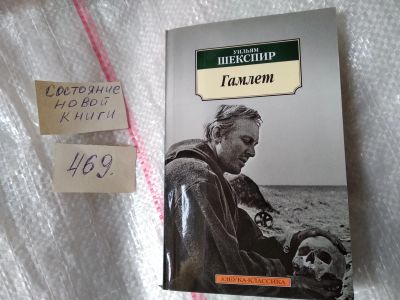 Состояние
новой
книги
469.
УИЛЬЯМ
ШЕКСПИР
Гамлет
АЗБУКА-КЛАССИКА